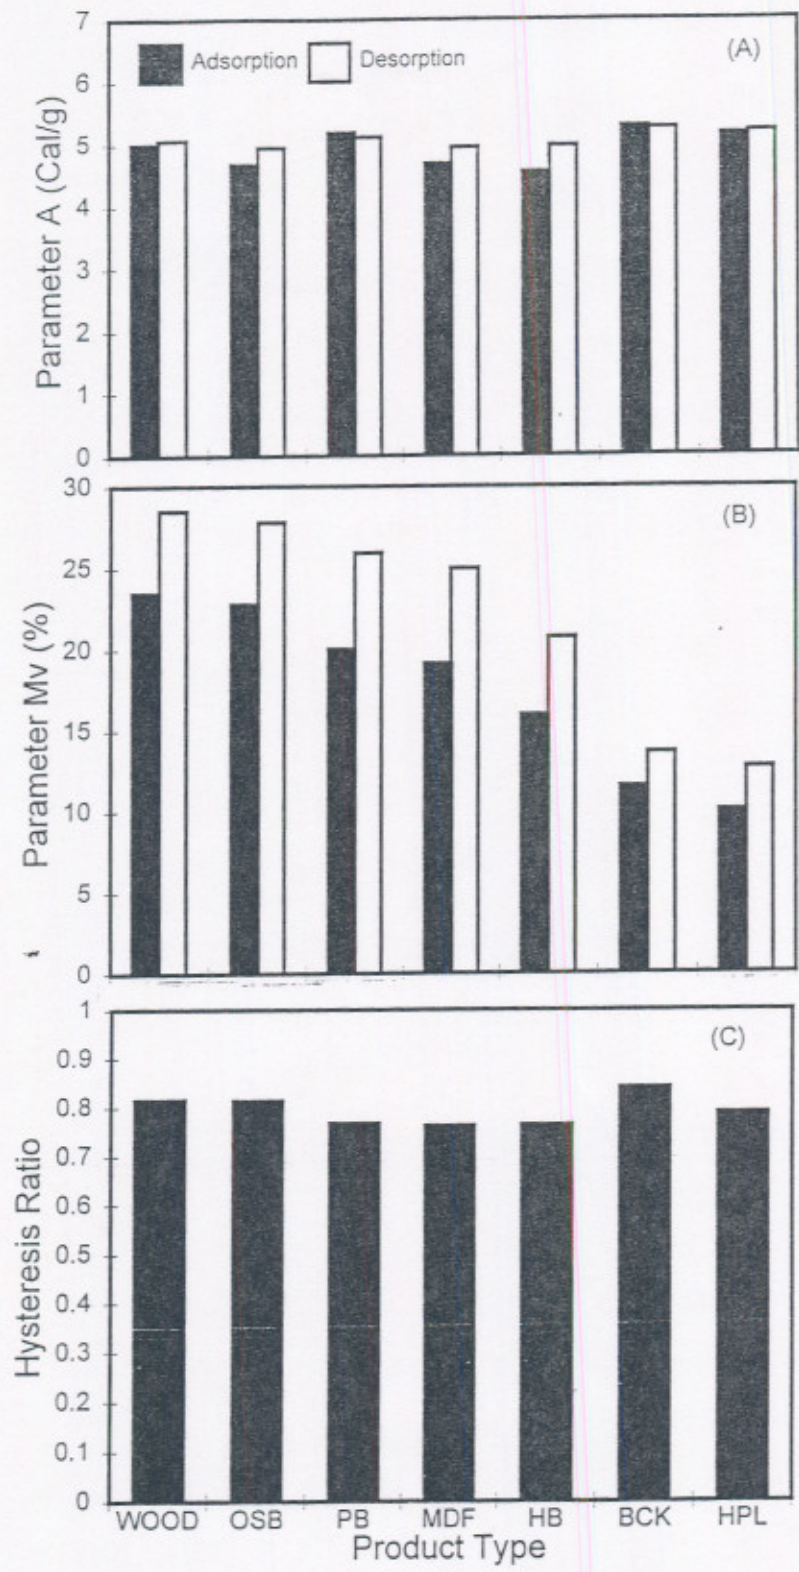 7
(A)
Adsorption Desorption
6
5
4
3
2
1
0
Parameter A (Cal/g)
30
(B)
25
20
15
10
5
0
Parameter Mv (%)
1
(C)
0.9
0.8
0.7
0.6
0.5
0.4
0.3
0.2
0.1
0
Hysteresis Ratio
WOOD OSB PB MDF HB BCK HPL
Product Type